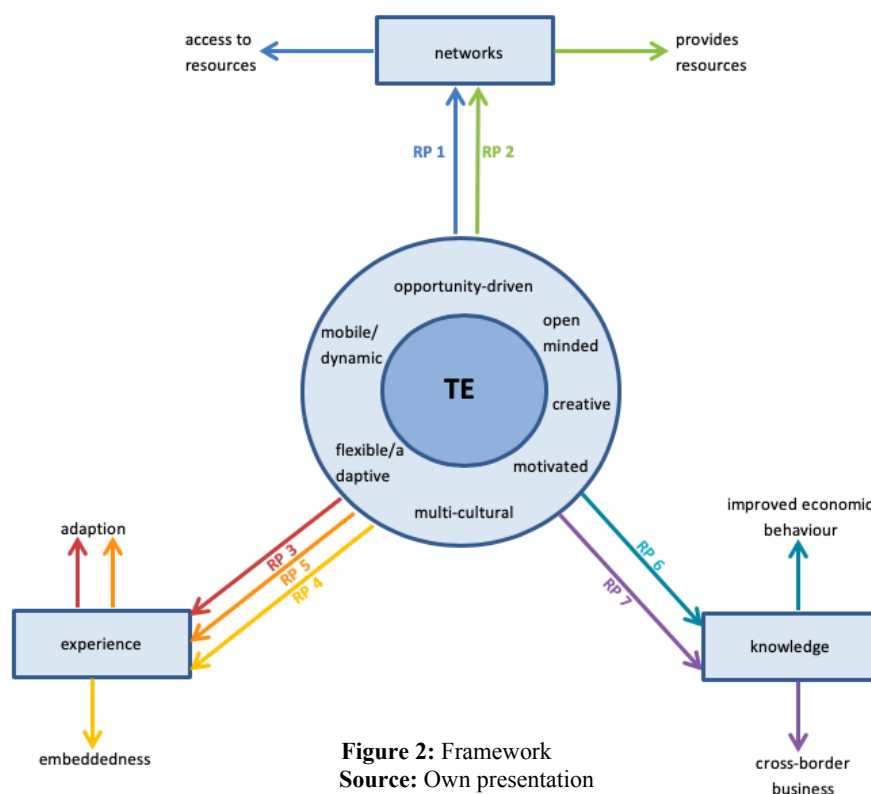 access to
resources
networks
provides
resources
RP 1
RP 2
opportunity-driven
mobile/
dynamic
open
minded
TE
creative
flexible/a
daptive
motivated
multi-cultural
adaption
improved economic
behaviour
RP 3
RP 5
RP 4
RP 6
RP 7
experience
knowledge
embeddedness
cross-border
business
Figure 2: Framework
Source: Own presentation